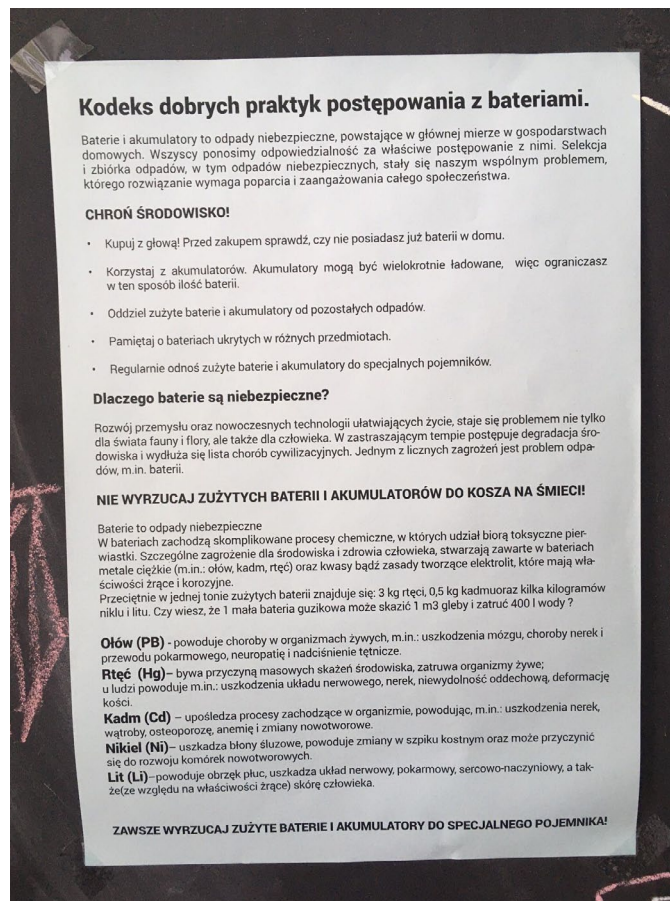 Kodeks dobrych praktyk postępowania z bateriami.
Baterie i akumulatory to odpady niebezpieczne, powstające w głównej mierze w gospodarstwach
domowych. Wszyscy ponosimy odpowiedzialność za właściwe postępowanie z nimi. Selekcja
i zbiórka odpadów, w tym odpadów niebezpiecznych, stały się naszym wspólnym problemem,
którego rozwiązanie wymaga poparcia i zaangażowania całego społeczeństwa.
CHROŃ ŚRODOWISKO!
• Kupuj z głową! Przed zakupem sprawdź, czy nie posiadasz już baterii w domu.
• Korzystaj z akumulatorów. Akumulatory mogą być wielokrotnie ładowane, więc ograniczasz
w ten sposób ilość baterii.
• Oddziel zużyte baterie i akumulatory od pozostałych odpadów.
• Pamiętaj o bateriach ukrytych w różnych przedmiotach.
• Regularnie odnoś zużyte baterie i akumulatory do specjalnych pojemników.
Dlaczego baterie są niebezpieczne?
Rozwój przemysłu oraz nowoczesnych technologii ułatwiających życie, staje się problemem nie tylko
dla świata fauny i flory, ale także dla człowieka. W zastraszającym tempie postępuje degradacja śro-
dowiska i wydłuża się lista chorób cywilizacyjnych. Jednym z licznych zagrożeń jest problem odpa-
dów, m.in. baterii.
NIE WYRZUCAJ ZUŻYTYCH BATERII I AKUMULATORÓW DO KOSZA NA ŚMIECI!
Baterie to odpady niebezpieczne
W bateriach zachodzą skomplikowane procesy chemiczne, w których udział biorą toksyczne pier-
wiastki. Szczególne zagrożenie dla środowiska i zdrowia człowieka, stwarzają zawarte w bateriach
metale ciężkie (m.in.: ołów, kadm, rtęć) oraz kwasy bądź zasady tworzące elektrolit, które mają wła-
ściwości żrące i korozyjne.
Przeciętnie w jednej tonie zużytych baterii znajduje się: 3 kg rtęci, 0,5 kg kadmuoraz kilka kilogramów
niklu i litu. Czy wiesz, że 1 mała bateria guzikowa może skazić 1 m3 gleby i zatruć 400 l wody ?
Ołów (PB) - powoduje choroby w organizmach żywych, m.in.: uszkodzenia mózgu, choroby nerek i
przewodu pokarmowego, neuropatię i nadciśnienie tętnicze.
Rtęć (Hg)– bywa przyczyną masowych skażeń środowiska, zatruwa organizmy żywe;
u ludzi powoduje m.in.: uszkodzenia układu nerwowego, nerek, niewydolność oddechową, deformację
kości.
Kadm (Cd) – upośledza procesy zachodzące w organizmie, powodując, m.in.: uszkodzenia nerek,
wątroby, osteoporozę, anemię i zmiany nowotworowe.
Nikiel (Ni)– uszkadza błony śluzowe, powoduje zmiany w szpiku kostnym oraz może przyczynić
się do rozwoju komórek nowotworowych.
Lit (Li)–powoduje obrzęk płuc, uszkadza układ nerwowy, pokarmowy, sercowo-naczyniowy, a tak-
że(ze względu na właściwości żrące) skórę człowieka.
ZAWSZE WYRZUCAJ ZUŻYTE BATERIE I AKUMULATORY DO SPECJALNEGO POJEMNIKA!